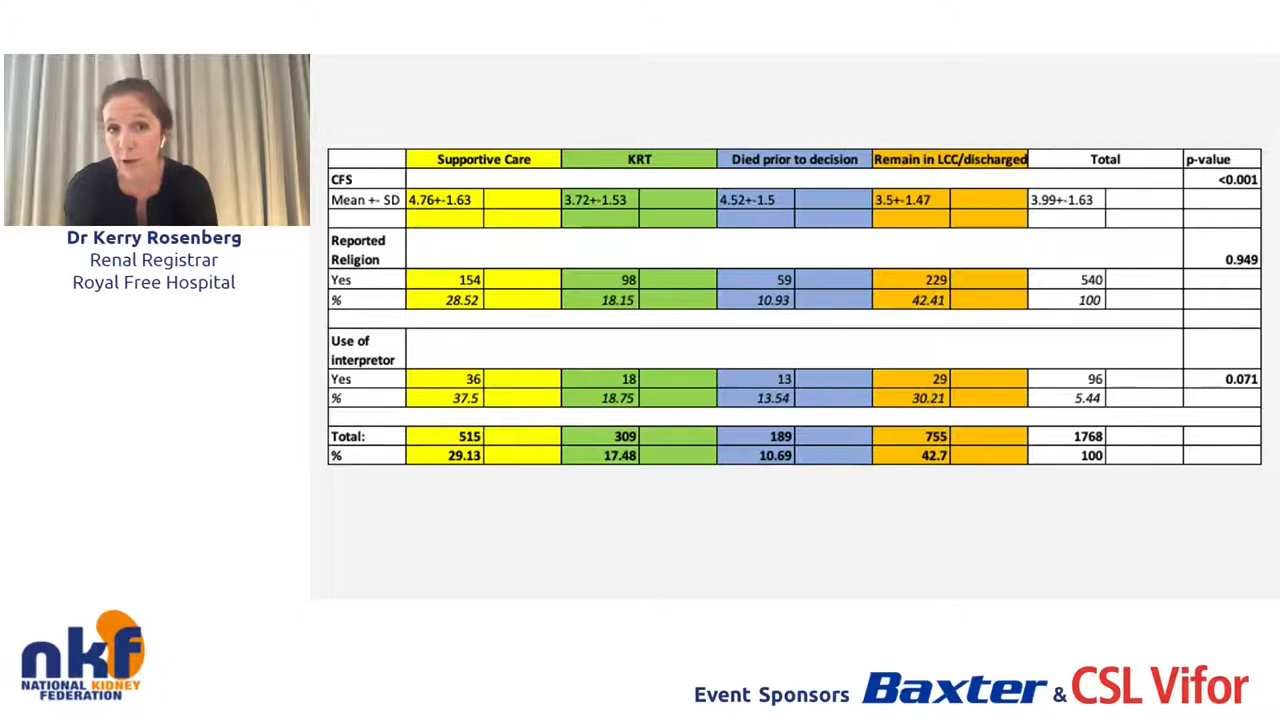 Dr Kerry Rosenberg
Renal Registrar
Royal Free Hospital
Supportive Care KRT Died prior to decision Remain in LCC/discharged Total p-value
CFS <0.001
Mean +- SD 4.76+-1.63 3.72+-1.53 4.52+-1.5 3.5+-1.47 3.99+-1.63
Reported
Religion 0.949
Yes 154 98 59 229 540
% 28.52 18.15 10.93 42.41 100
Use of
interpretor
Yes 36 18 13 29 96 0.071
% 37.5 18.75 13.54 30.21 5.44
Total: 515 309 189 755 1768
% 29.13 17.48 10.69 42.7 100
nkf
NATIONAL KIDNEY
FEDERATION
Event Sponsors Baxter & CSL Vifor